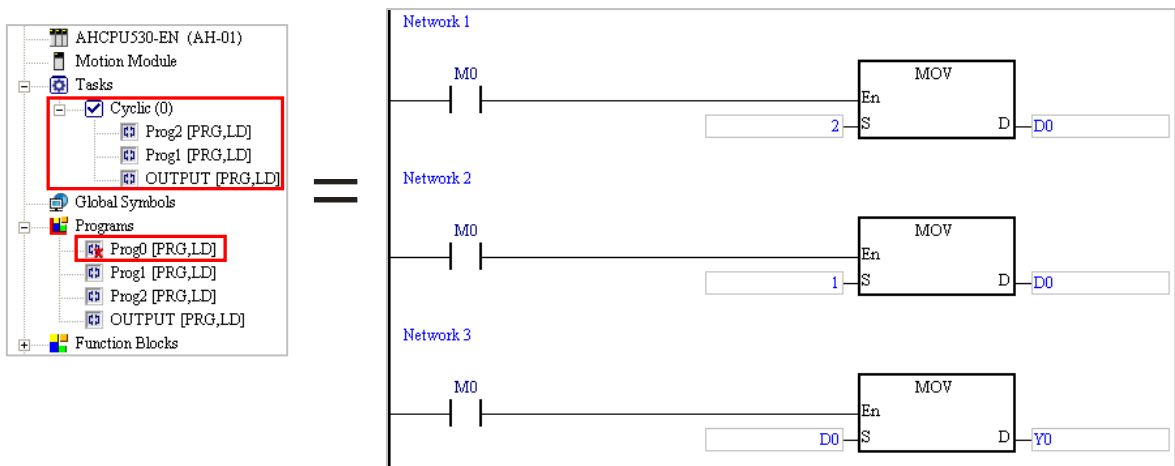 AHCPU530-EN (AH-01)
Motion Module
Tasks
Cyclic (0)
Prog2 [PRG,LD]
Prog1 [PRG,LD]
OUTPUT [PRG,LD]
Global Symbols
Programs
Prog0 [PRG,LD]
Prog1 [PRG,LD]
Prog2 [PRG,LD]
OUTPUT [PRG,LD]
Function Blocks
=
Network 1
M0
MOV
En
2 S D D0
Network 2
M0
MOV
En
1 S D D0
Network 3
M0
MOV
En
D0 S D Y0